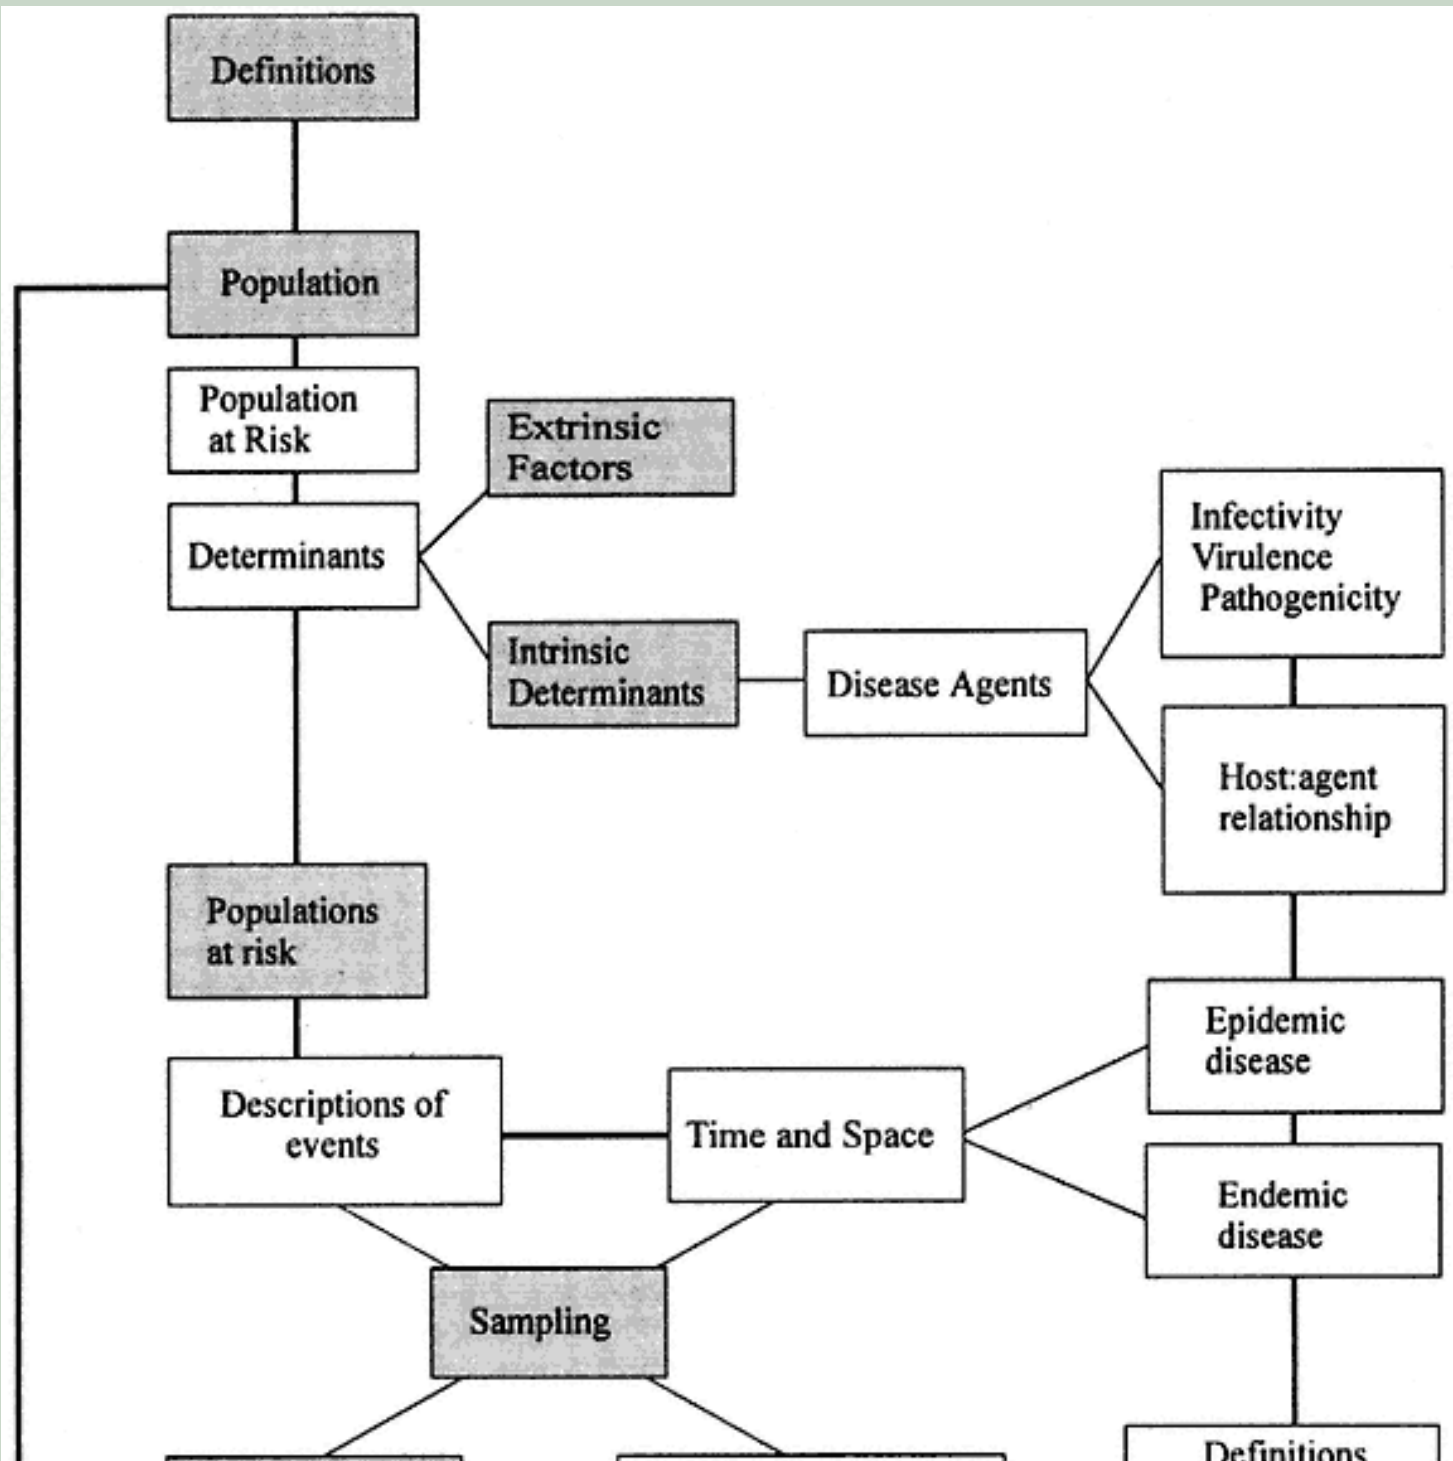 Definitions
Population
Population
at Risk
Extrinsic
Factors
Determinants
Infectivity
Virulence
Pathogenicity
Intrinsic
Determinants
Disease Agents
Host:agent
relationship
Populations
at risk
Epidemic
disease
Descriptions of
events
Time and Space
Endemic
disease
Sampling
Definitions